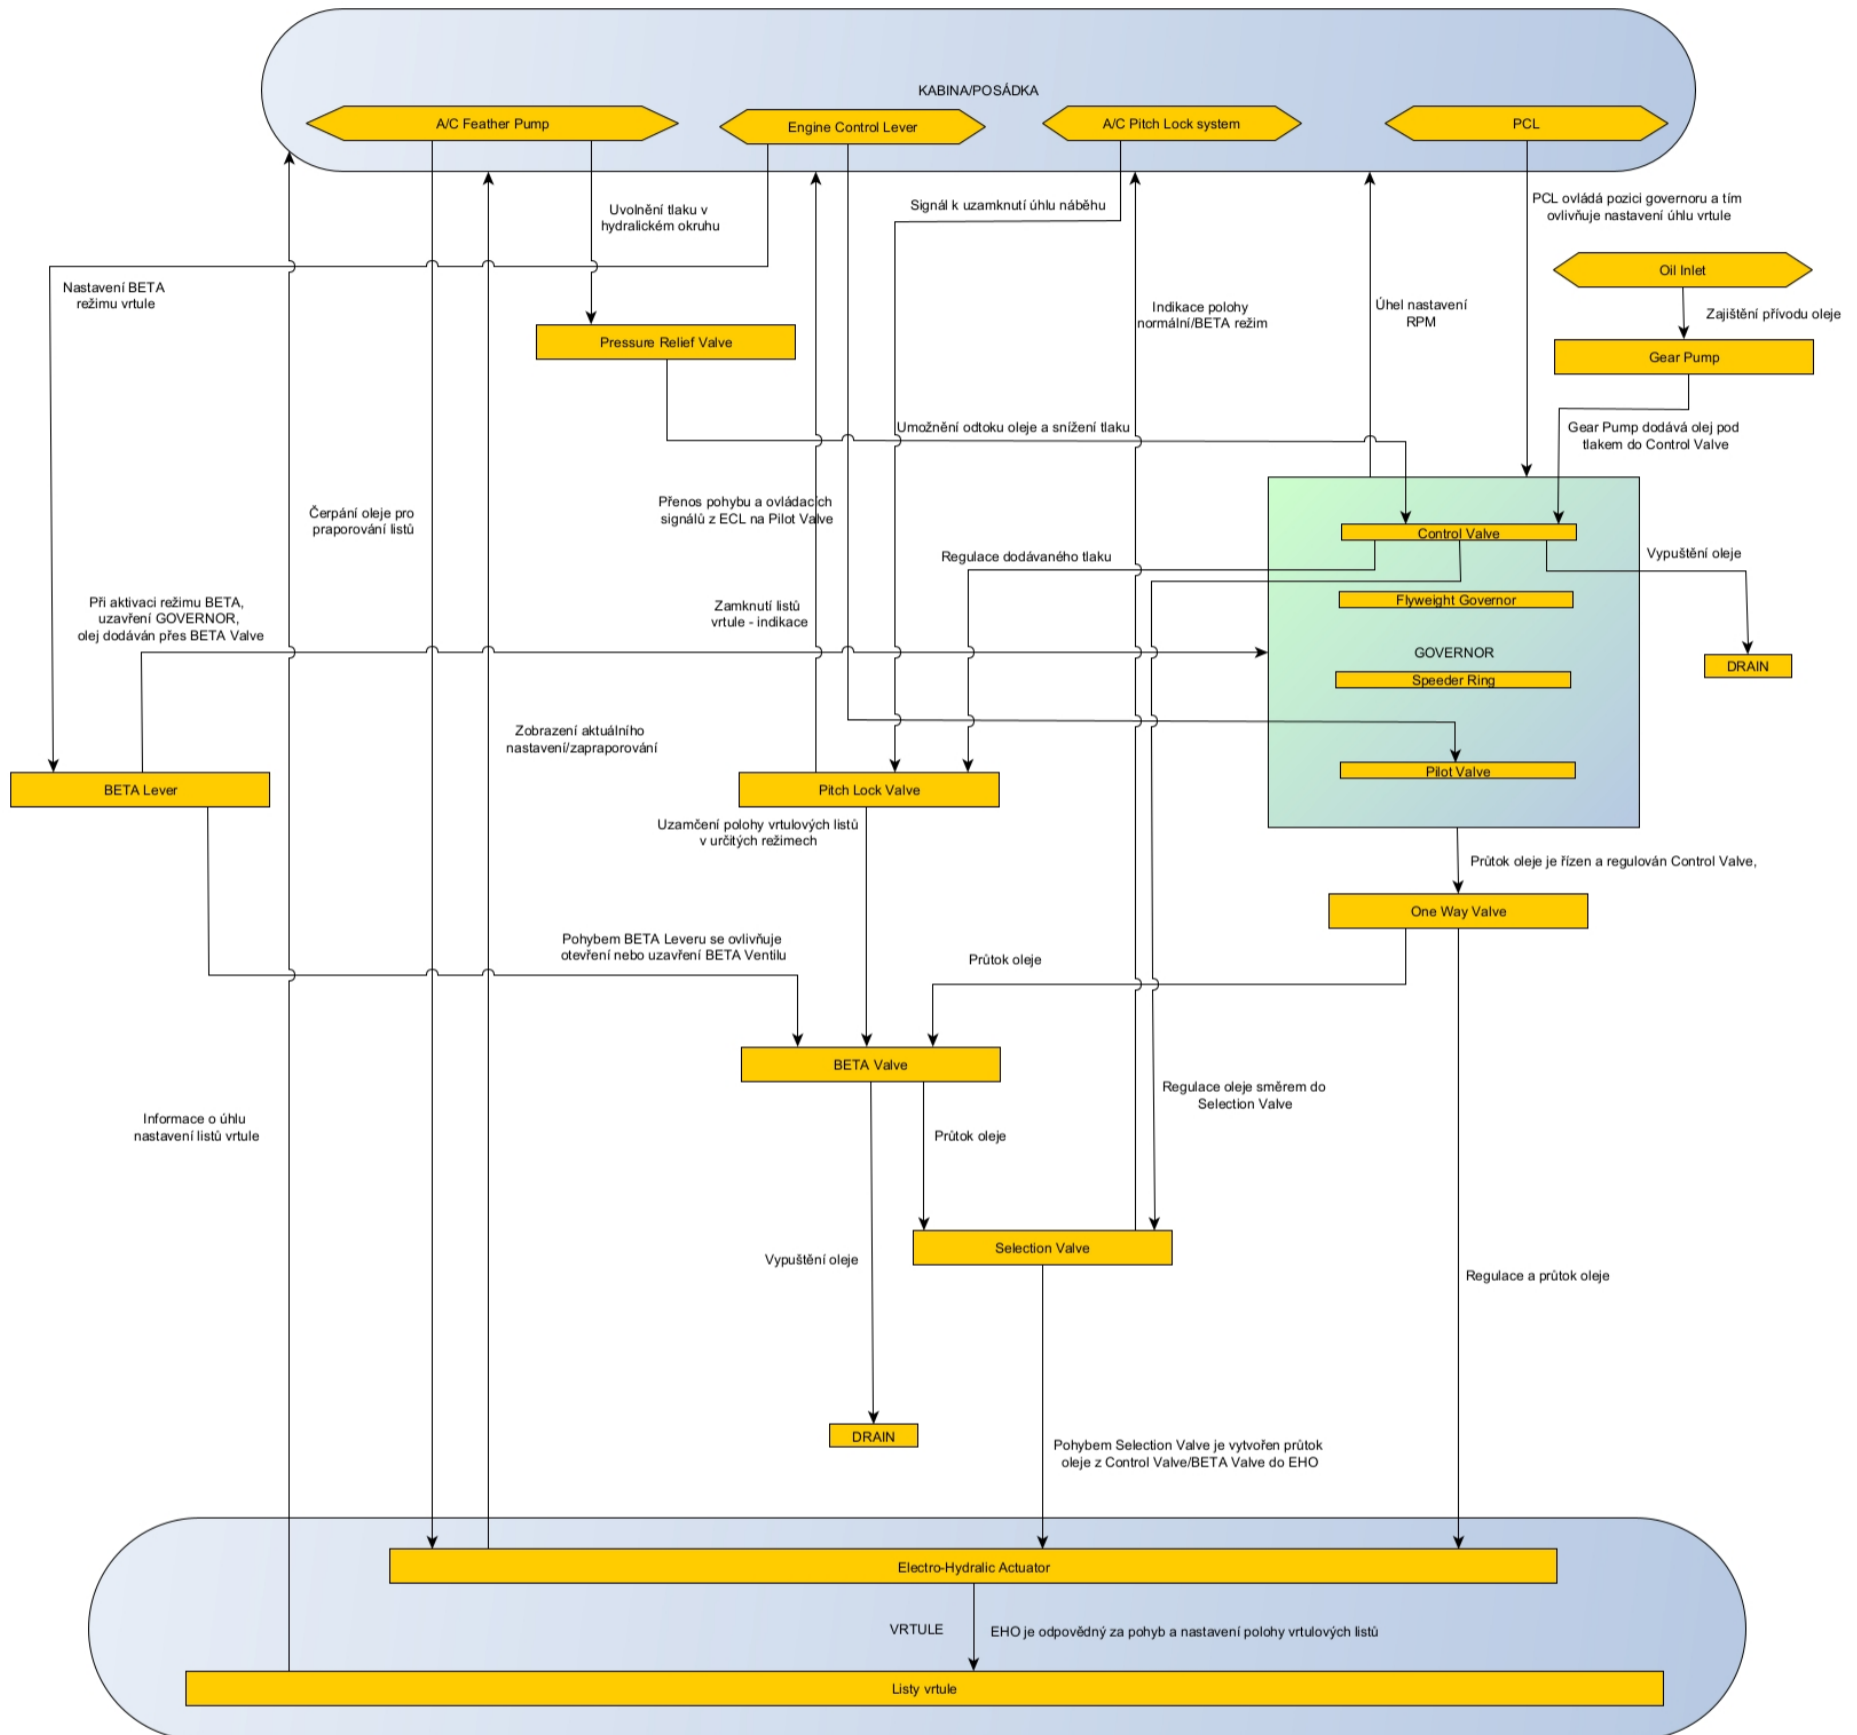 KABINA/POSÁDKA
A/C Feather Pump
Engine Control Lever
A/C Pitch Lock system
PCL
Uvolnění tlaku v
hydralickém okruhu
Signál k uzamknutí úhlu náběhu
PCL ovládá pozici governoru a tím
ovlivňuje nastavení úhlu vrtule
Oil Inlet
Nastavení BETA
režimu vrtule
Indikace polohy
normální/BETA režim
Úhel nastavení
RPM
Zajištění přívodu oleje
Pressure Relief Valve
Gear Pump
Umožnění odtoku oleje a snížení tlaku
Gear Pump dodává olej pod
tlakem do Control Valve
Čerpání oleje pro
praporování listů
Přenos pohybu a ovládacích
signálů z ECL na Pilot Valve
Control Valve
Regulace dodávaného tlaku
Vypuštění oleje
Při aktivaci režimu BETA,
uzavření GOVERNOR,
olej dodáván přes BETA Valve
Zamknutí listů
vrtule - indikace
Flyweight Governor
GOVERNOR
DRAIN
Speeder Ring
Zobrazení aktuálního
nastavení/zapraporování
Pilot Valve
BETA Lever
Pitch Lock Valve
Uzamčení polohy vrtulových listů
v určitých režimech
Průtok oleje je řízen a regulován Control Valve,
One Way Valve
Pohybem BETA Leveru se ovlivňuje
otevření nebo uzavření BETA Ventilu
Průtok oleje
BETA Valve
Regulace oleje směrem do
Selection Valve
Informace o úhlu
nastavení listů vrtule
Průtok oleje
Selection Valve
Vypuštění oleje
Regulace a průtok oleje
DRAIN
Pohybem Selection Valve je vytvořen průtok
oleje z Control Valve/BETA Valve do EHO
Electro-Hydralic Actuator
VRTULE
EHO je odpovědný za pohyb a nastavení polohy vrtulových listů
Listy vrtule